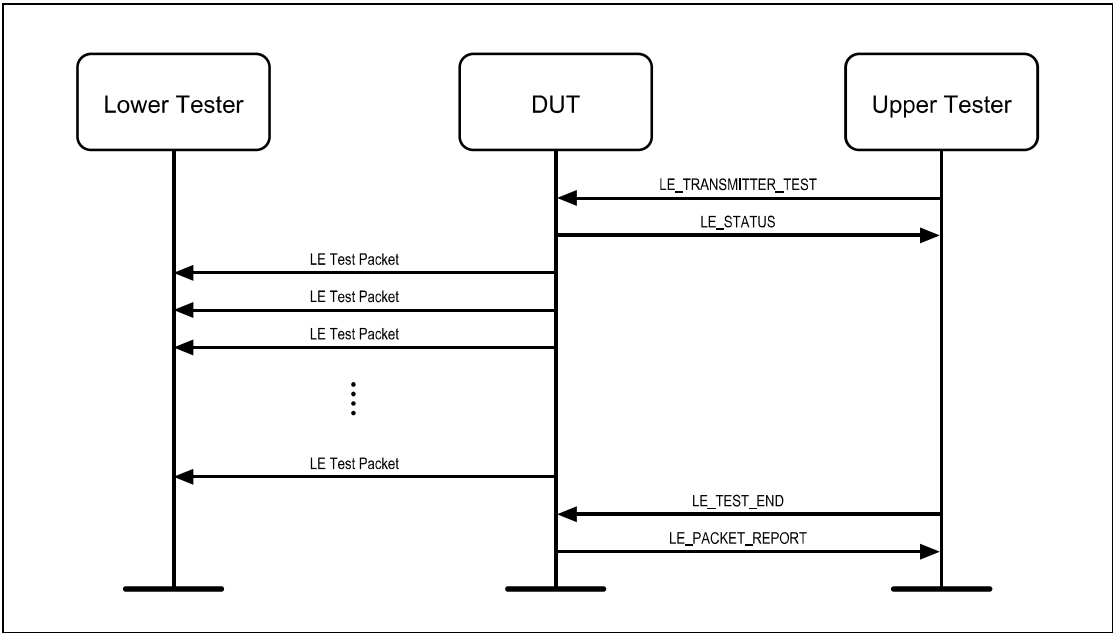 Lower Tester
DUT
Upper Tester
LE_TRANSMITTER_TEST
LE_STATUS
LE Test Packet
LE Test Packet
LE Test Packet
LE Test Packet
LE_TEST_END
LE_PACKET_REPORT